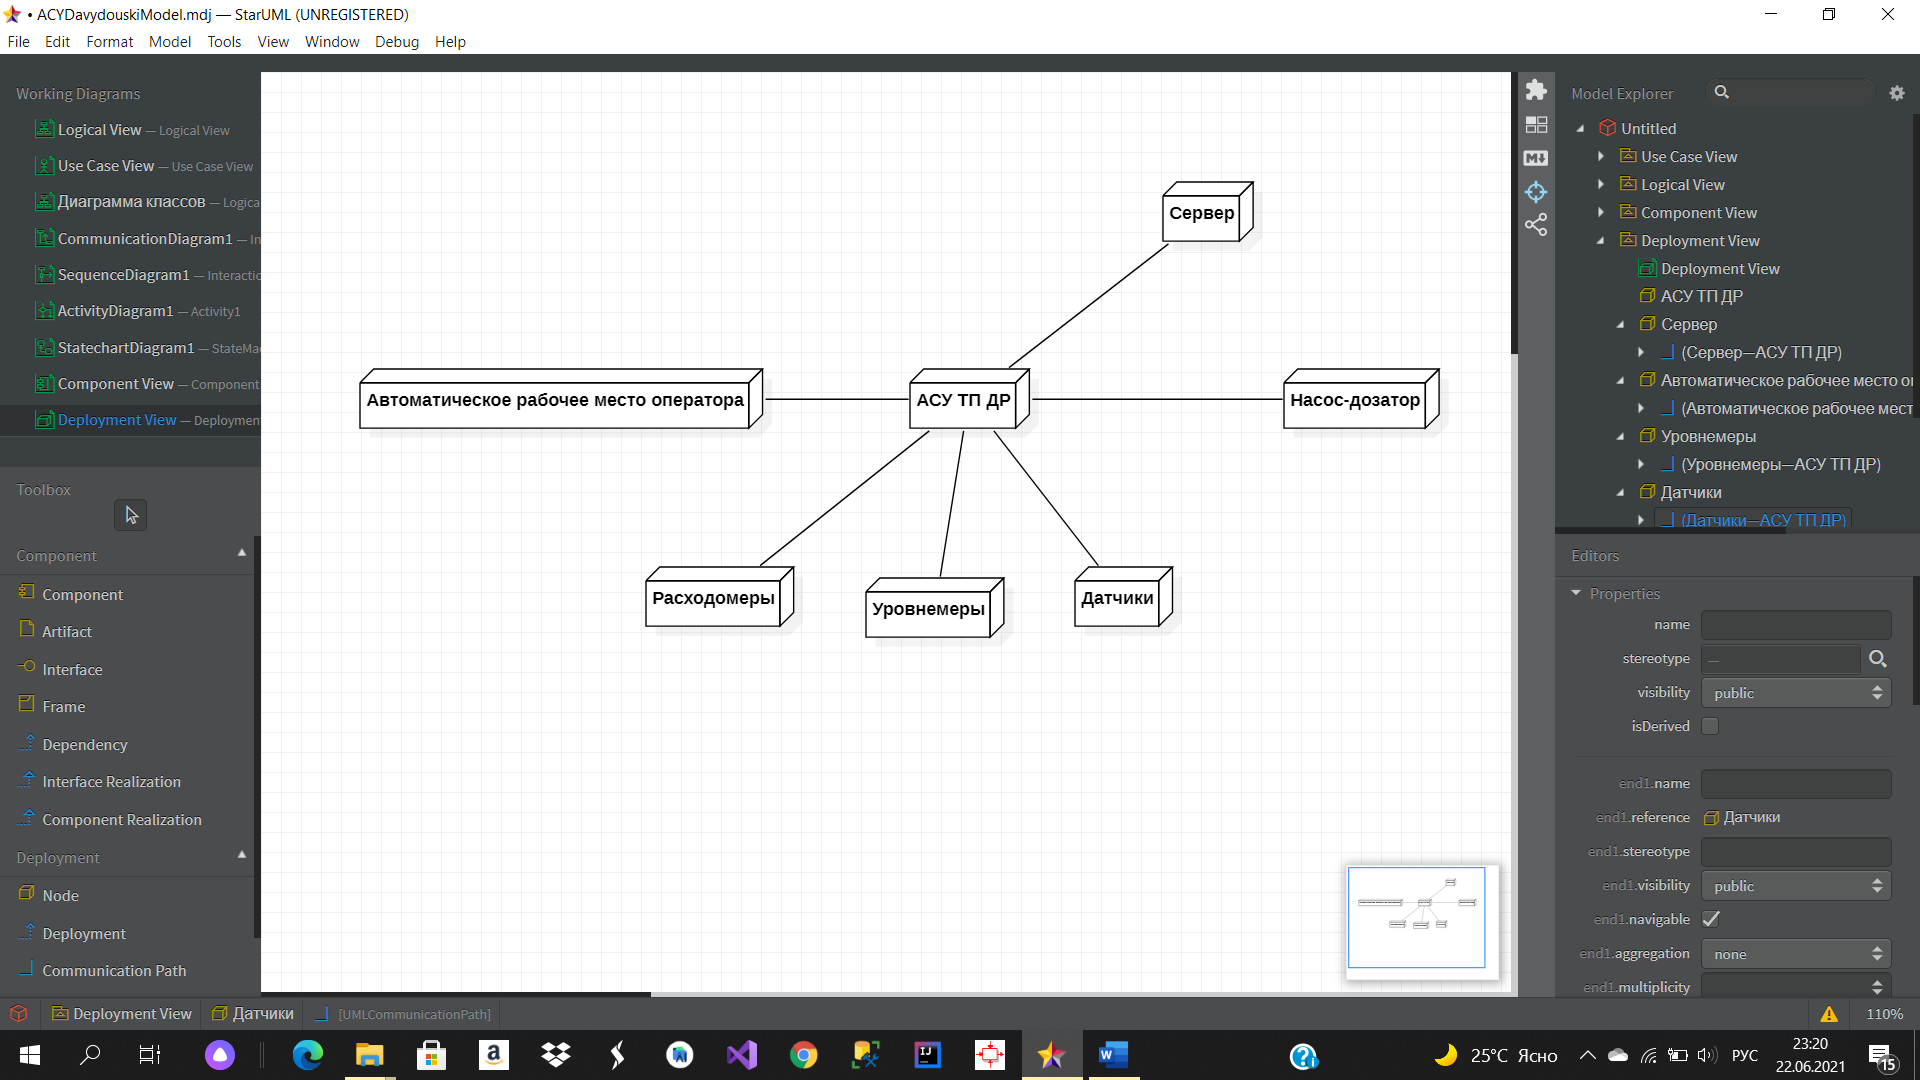 • ACYDavydouskiModel.mdj — StarUML (UNREGISTERED)
File Edit Format Model Tools View Window Debug Help
Working Diagrams
Logical View — Logical View
Use Case View — Use Case View
Диаграмма классов — Logica
CommunicationDiagram1 — In
SequenceDiagram1 — Interactio
ActivityDiagram1 — Activity1
StatechartDiagram1 — StateMa
Component View — Component
Deployment View — Deployment
Toolbox
Component
Component
Artifact
Interface
Frame
Dependency
Interface Realization
Component Realization
Deployment
Node
Deployment
Communication Path
Сервер
Автоматическое рабочее место оператора
АСУ ТП ДР
Насос-дозатор
Расходомеры
Уровнемеры
Датчики
M
Model Explorer
Untitled
Use Case View
Logical View
Component View
Deployment View
Deployment View
АСУ ТП ДР
Сервер
(Сервер—АСУ ТП ДР)
Автоматическое рабочее место о
(Автоматическое рабочее мест
Уровнемеры
(Уровнемеры—АСУ ТП ДР)
Датчики
(Датчики—АСУ ТП ДР)
Editors
Properties
name
stereotype —
visibility public
isDerived
end1.name
end1.reference Датчики
end1.stereotype
end1.visibility public
end1.navigable
end1.aggregation none
end1.multiplicity
Deployment View Датчики [UMLCommunicationPath] 110%
25°C Ясно РУС 23:20
22.06.2021
15